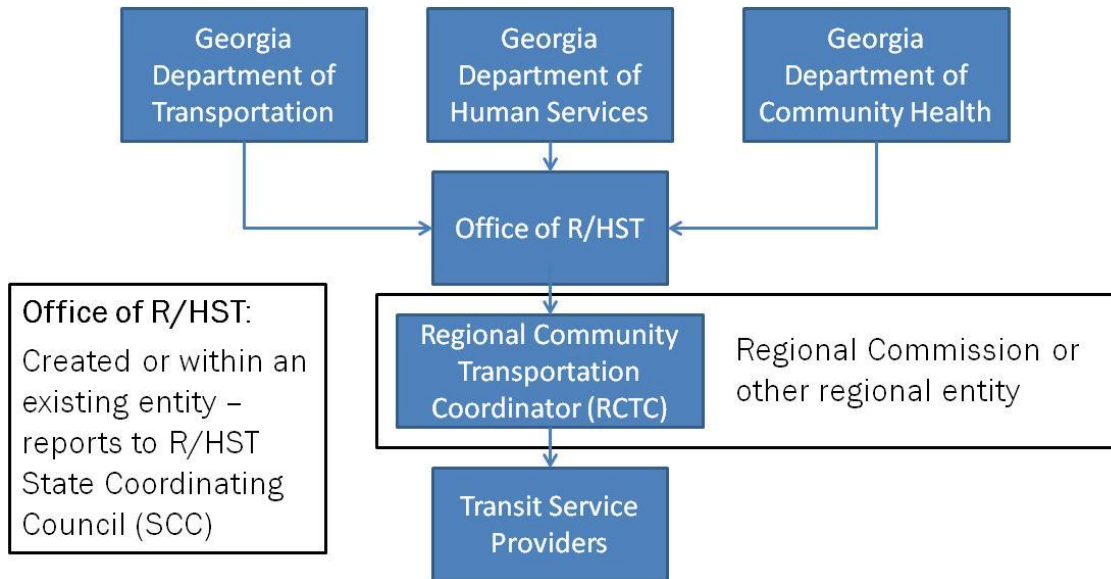 Georgia
Department of
Transportation
Georgia
Department of
Human Services
Georgia
Department of
Community Health
Office of R/HST
Office of R/HST:
Created or within an
existing entity –
reports to R/HST
State Coordinating
Council (SCC)
Regional Community
Transportation
Coordinator (RCTC)
Regional Commission or
other regional entity
Transit Service
Providers